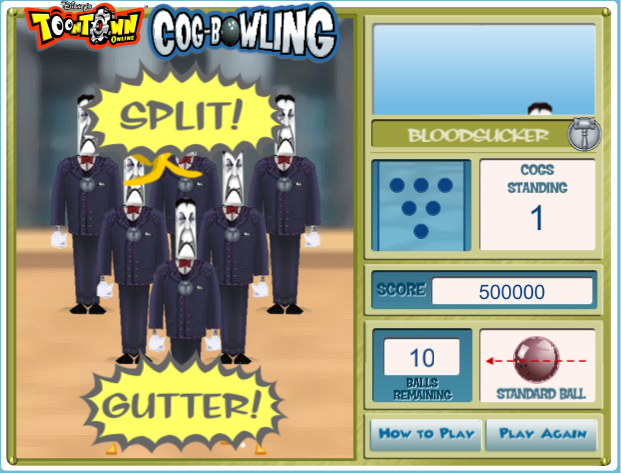 Disney's
TOONTOWN
ONLINE
COG-BOWLING
SPLIT!
BLOODSUCKER
COGS
STANDING
1
SCORE 500000
10
BALLS
REMAINING
STANDARD BALL
GUTTER!
HOW TO PLAY
PLAY AGAIN